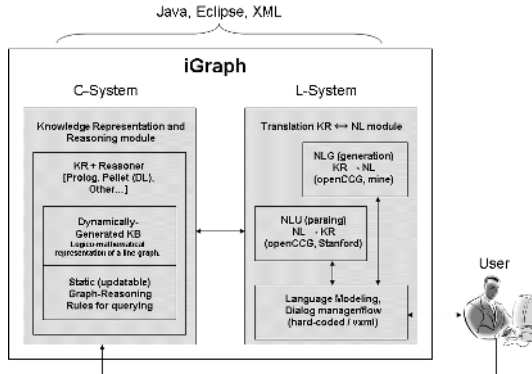 Java, Eclipse, XML
iGraph
C–System
L-System
Knowledge Representation and
Reasoning module
KR + Reasoner
[Prolog, Pellet (DL),
Other...]
Dynamically-
Generated KB
Logico-mathematical
representation of a line graph.
Static (updatable)
Graph-Reasoning
Rules for querying
Translation KR ⟷ NL module
NLG (generation)
KR → NL
(openCCG, mine)
NLU (parsing)
NL → KR
(openCCG, Stanford)
Language Modeling,
Dialog manager/flow
(hard-coded / vxml)
User